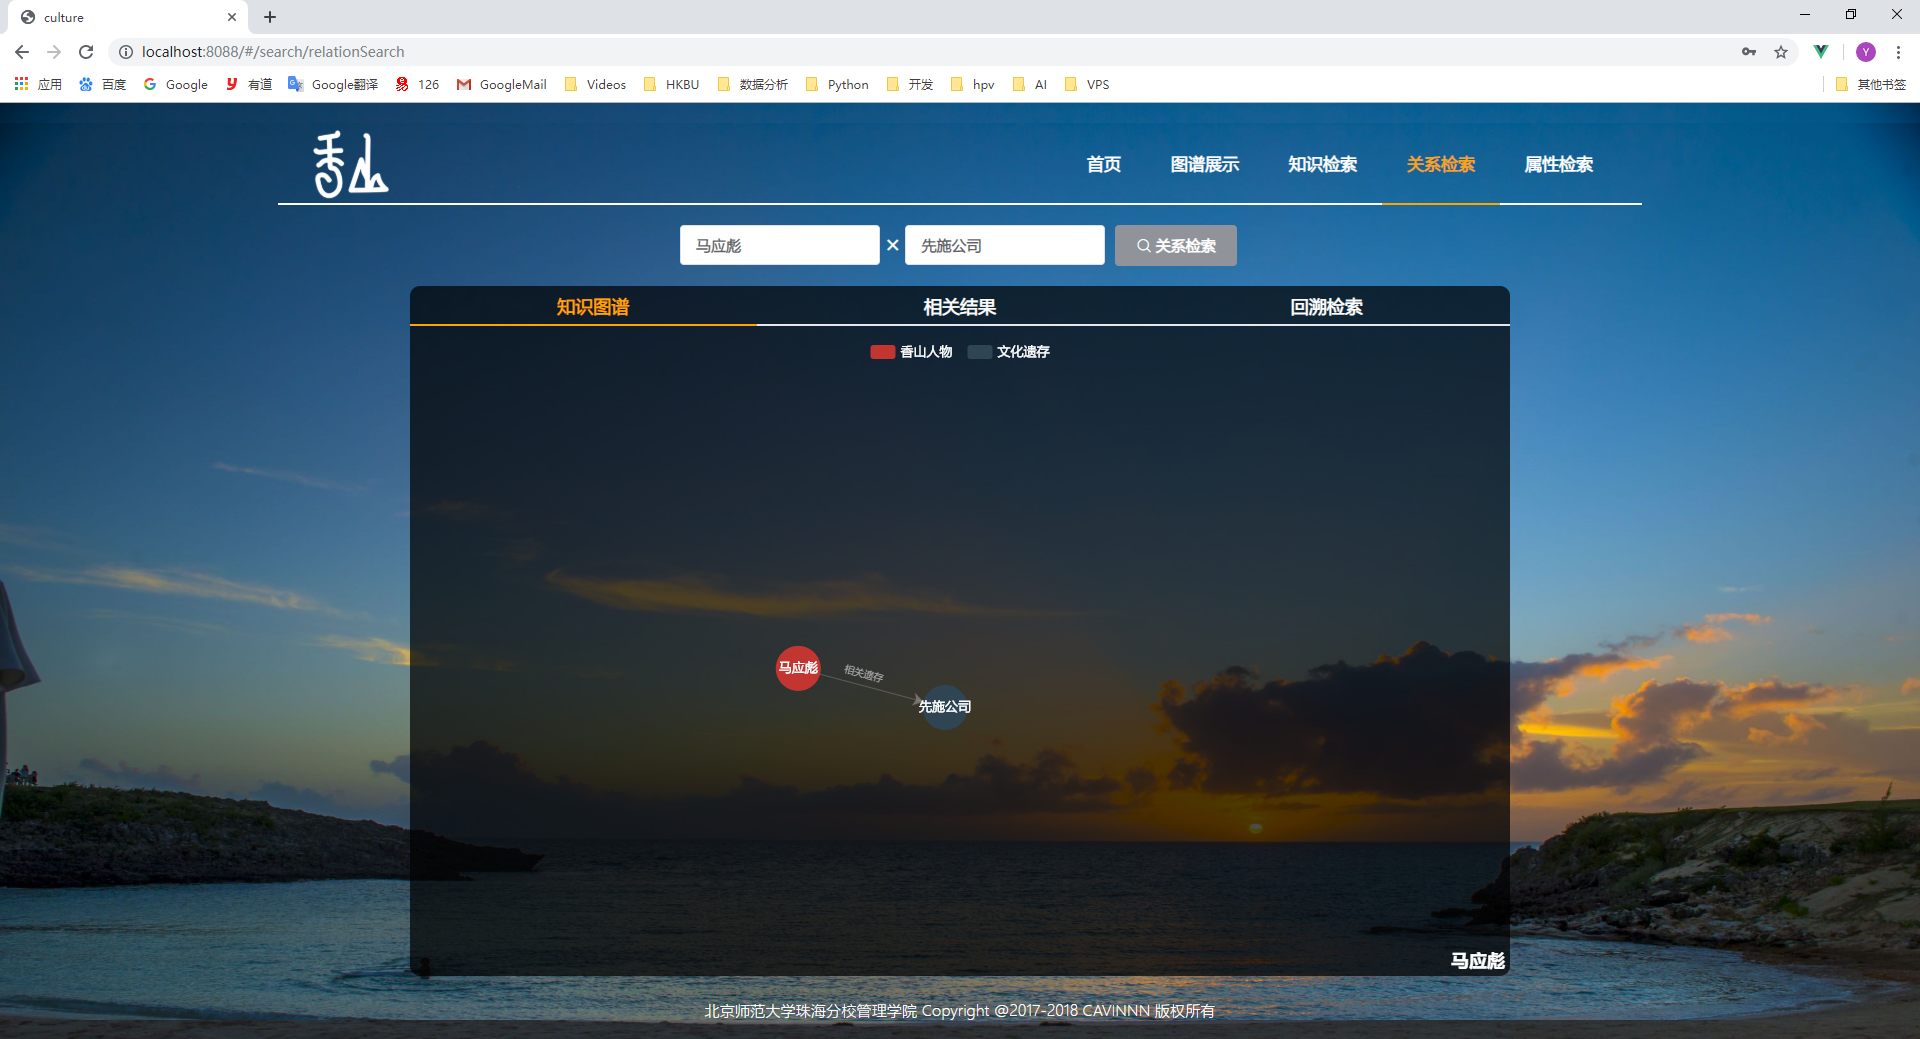 culture
localhost:8088/#/search/relationSearch
Y
应用 百度 Google 有道 Google翻译 126 GoogleMail Videos HKBU 数据分析 Python 开发 hpv AI VPS 其他书签
香山
首页 图谱展示 知识检索 关系检索 属性检索
马应彪 × 先施公司 关系检索
知识图谱 相关结果 回溯检索
香山人物 文化遗存
马应彪
相关遗存
先施公司
马应彪
北京师范大学珠海分校管理学院 Copyright @2017-2018 CAVINNN 版权所有